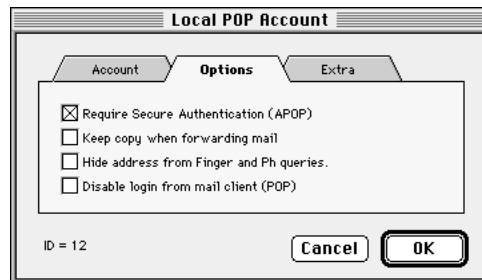 Local POP Account
Account Options Extra
Require Secure Authentication (APOP)
Keep copy when forwarding mail
Hide address from Finger and Ph queries.
Disable login from mail client (POP)
ID = 12 Cancel OK